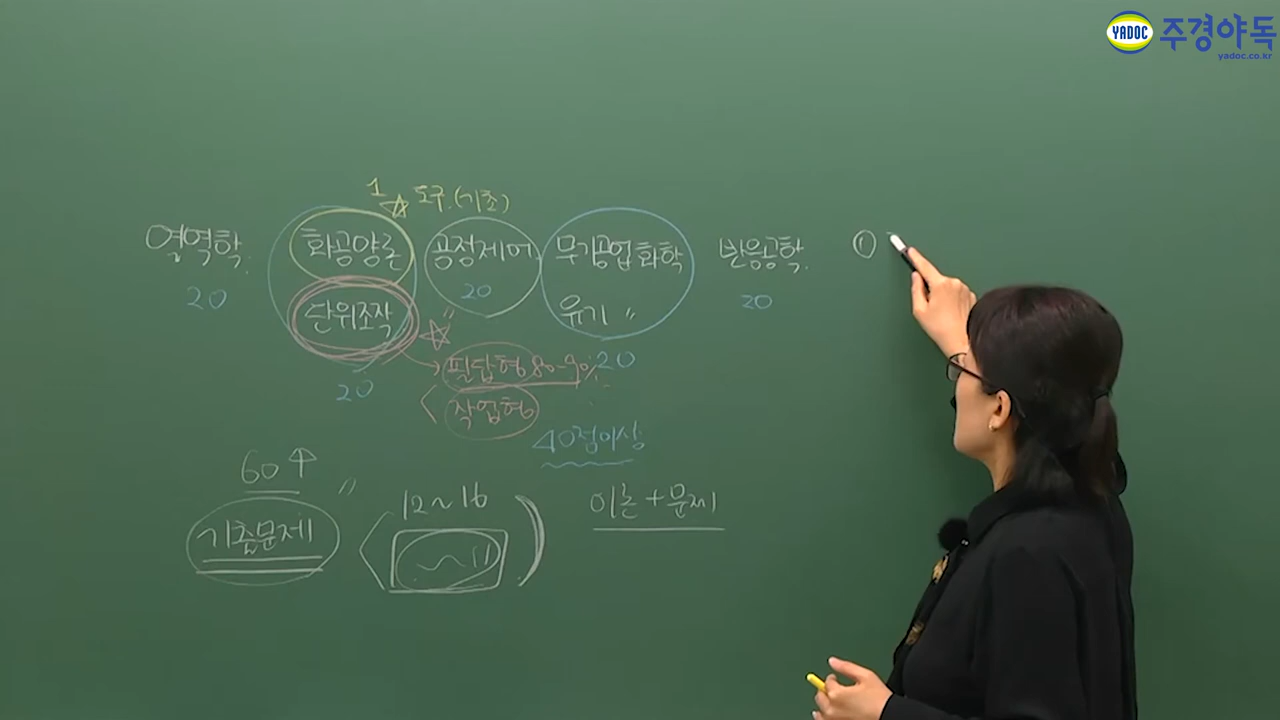 YADOC 주경야독
yadoc.co.kr
1 ☆ 도구.(기초)
열역학. 화공양론 공정제어. 무기공업화학 반응공학. ①
20 단위조작 20 유기 〃 20
☆ 〃
20 필답형 80~90% 20
작업형
40점이상
60↑
〃 12~16 이론+문제
기출문제 ~11